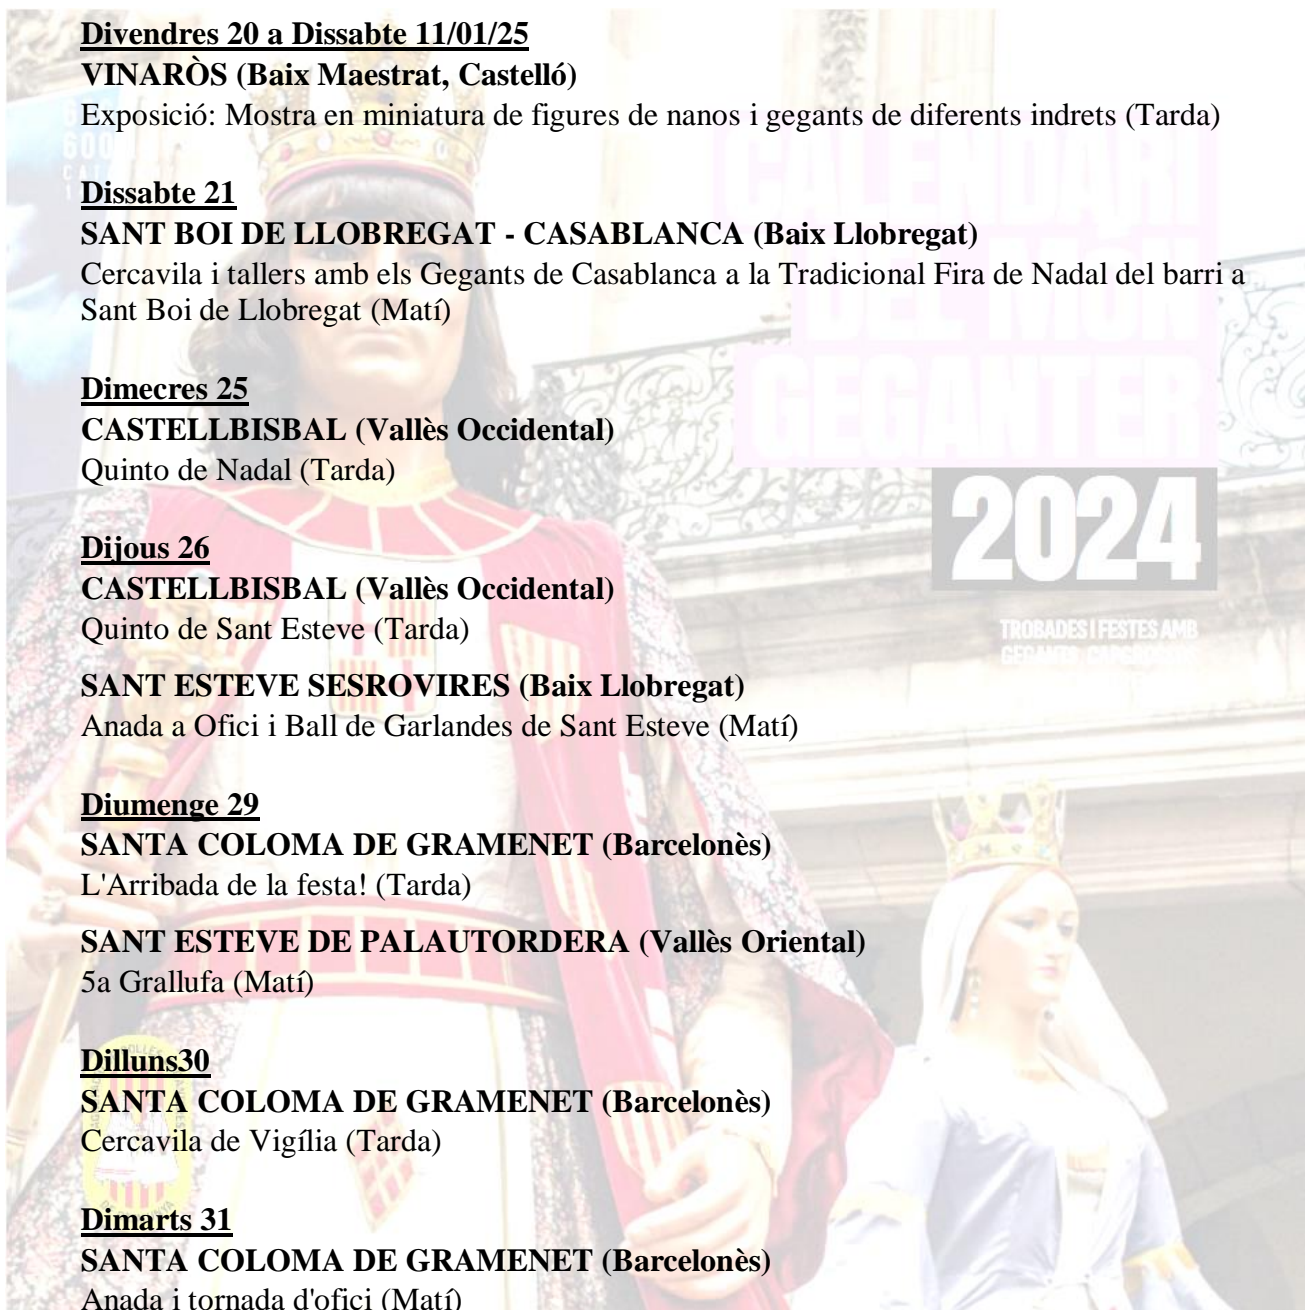 Divendres 20 a Dissabte 11/01/25
VINARÒS (Baix Maestrat, Castelló)
Exposició: Mostra en miniatura de figures de nanos i gegants de diferents indrets (Tarda)
Dissabte 21
SANT BOI DE LLOBREGAT - CASABLANCA (Baix Llobregat)
Cercavila i tallers amb els Gegants de Casablanca a la Tradicional Fira de Nadal del barri a
Sant Boi de Llobregat (Matí)
Dimecres 25
CASTELLBISBAL (Vallès Occidental)
Quinto de Nadal (Tarda)
Dijous 26
CASTELLBISBAL (Vallès Occidental)
Quinto de Sant Esteve (Tarda)
SANT ESTEVE SESROVIRES (Baix Llobregat)
Anada a Ofici i Ball de Garlandes de Sant Esteve (Matí)
Diumenge 29
SANTA COLOMA DE GRAMENET (Barcelonès)
L'Arribada de la festa! (Tarda)
SANT ESTEVE DE PALAUTORDERA (Vallès Oriental)
5a Grallufa (Matí)
Dilluns30
SANTA COLOMA DE GRAMENET (Barcelonès)
Cercavila de Vigília (Tarda)
Dimarts 31
SANTA COLOMA DE GRAMENET (Barcelonès)
Anada i tornada d'ofici (Matí)
CALENDARI
DEL MÓN
GEGANTER
2024
TROBADES I FESTES AMB
GEGANTS